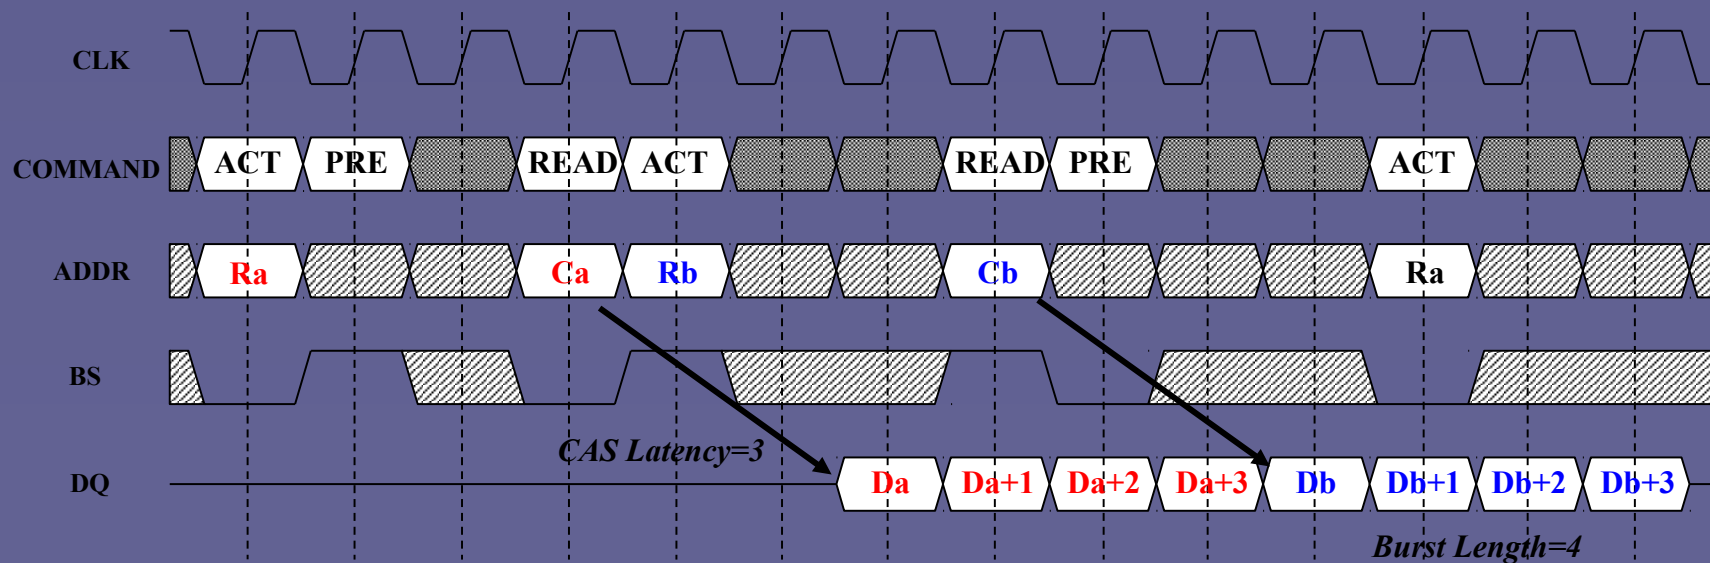 CLK
COMMAND ACT PRE READ ACT READ PRE ACT
ADDR Ra Ca Rb Cb Ra
BS
CAS Latency=3
DQ Da Da+1 Da+2 Da+3 Db Db+1 Db+2 Db+3
Burst Length=4